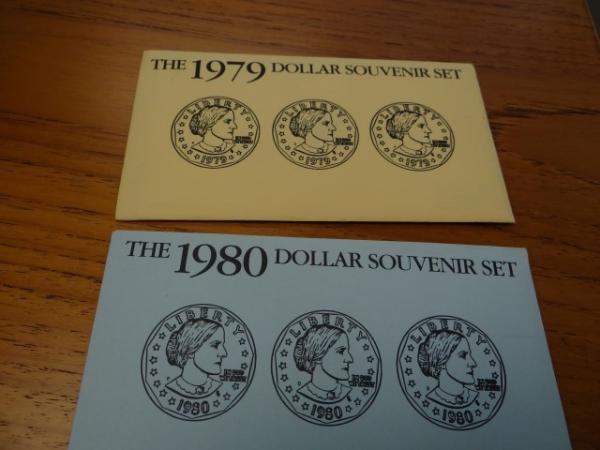 THE 1979 DOLLAR SOUVENIR SET
LIBERTY LIBERTY LIBERTY
1979 1979 1979
THE 1980 DOLLAR SOUVENIR SET
LIBERTY LIBERTY LIBERTY
1980 1980 1980